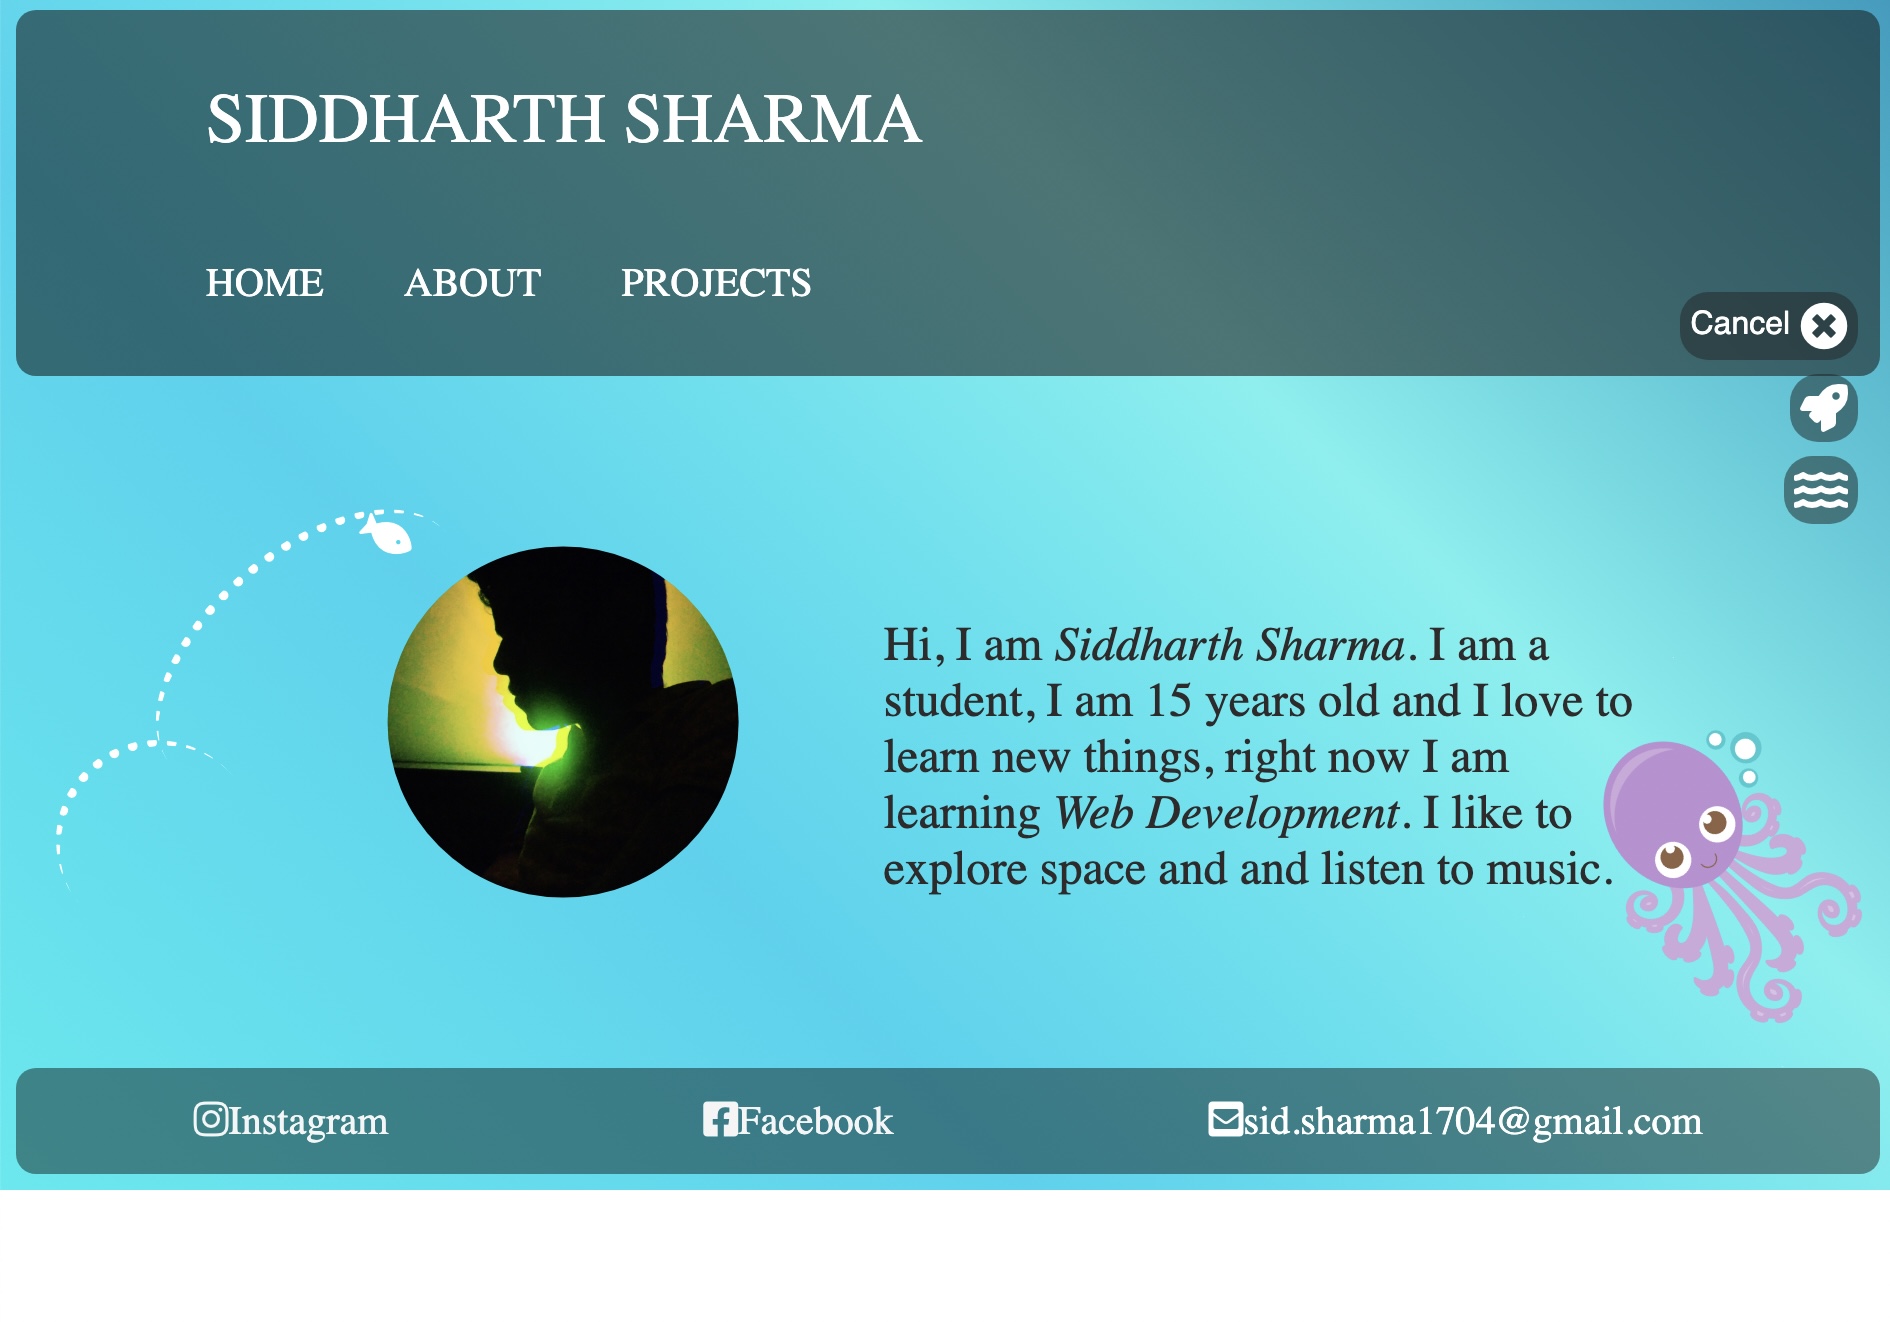 SIDDHARTH SHARMA
HOME ABOUT PROJECTS
Cancel
Hi, I am Siddharth Sharma. I am a
student, I am 15 years old and I love to
learn new things, right now I am
learning Web Development. I like to
explore space and and listen to music.
Instagram Facebook sid.sharma1704@gmail.com